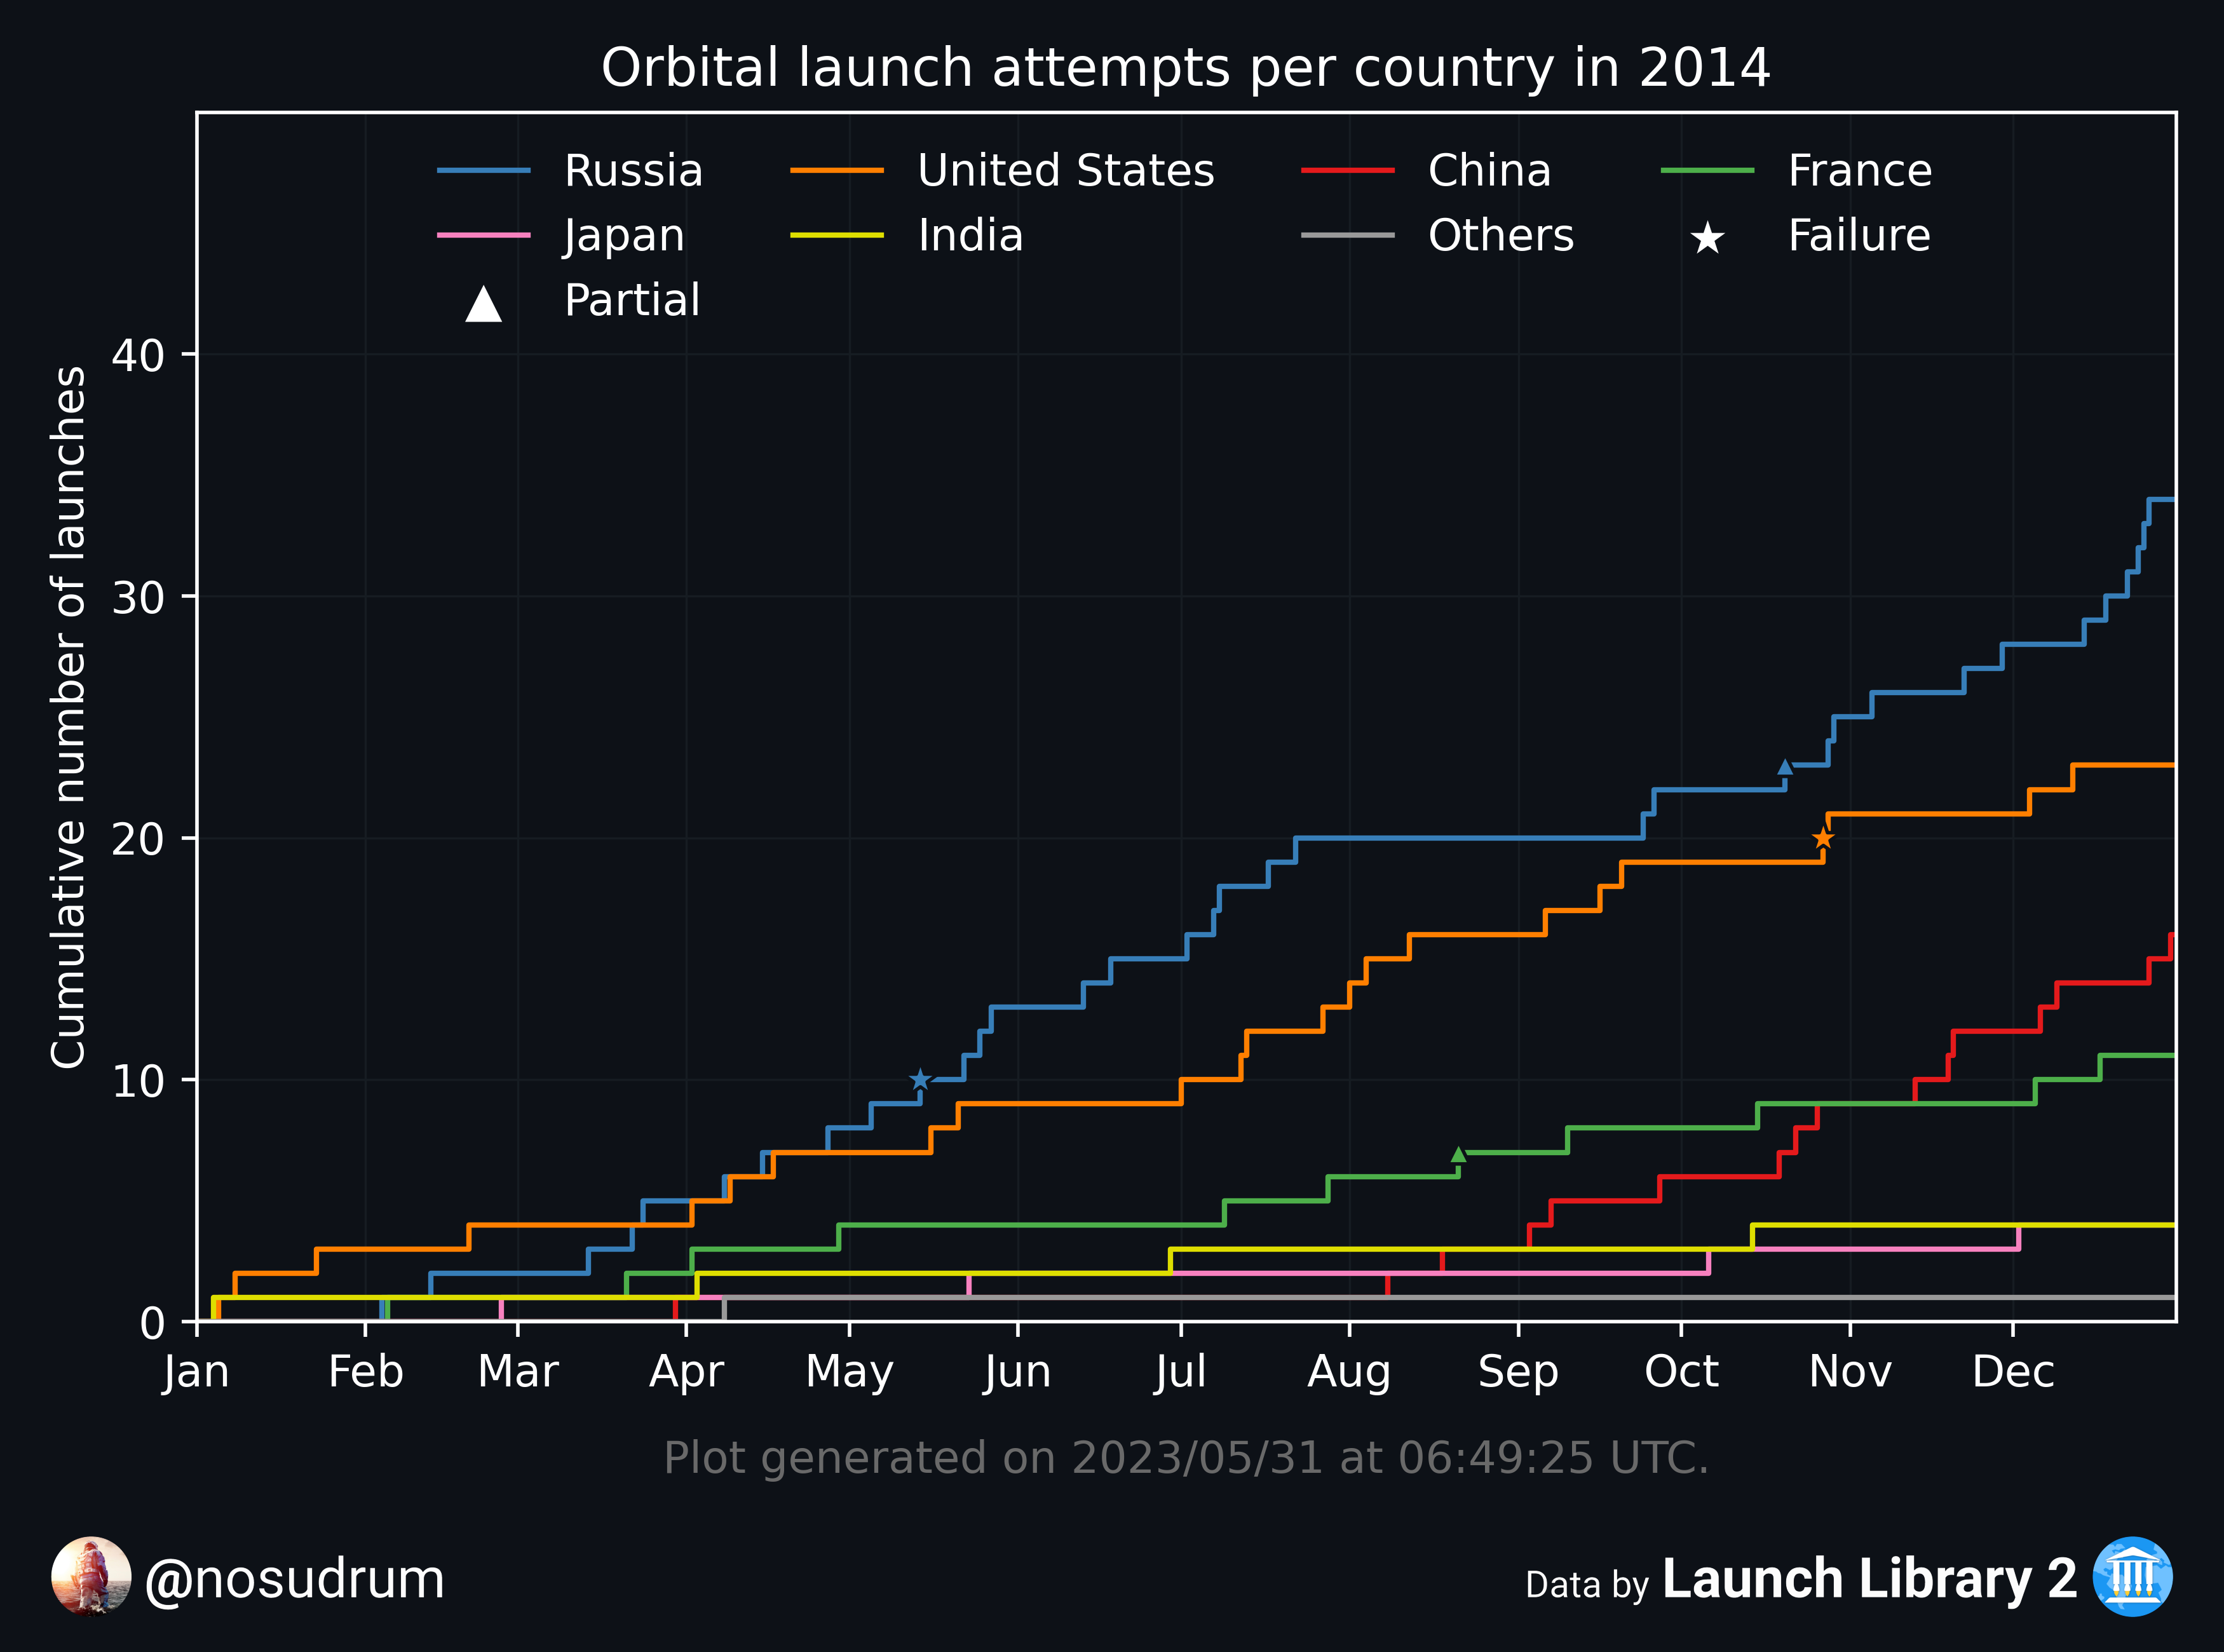 Orbital launch attempts per country in 2014
Russia United States China France
Japan India Others Failure
Partial
Cumulative number of launches
40
30
20
10
0
Jan Feb Mar Apr May Jun Jul Aug Sep Oct Nov Dec
Plot generated on 2023/05/31 at 06:49:25 UTC.
@nosudrum
Data by Launch Library 2